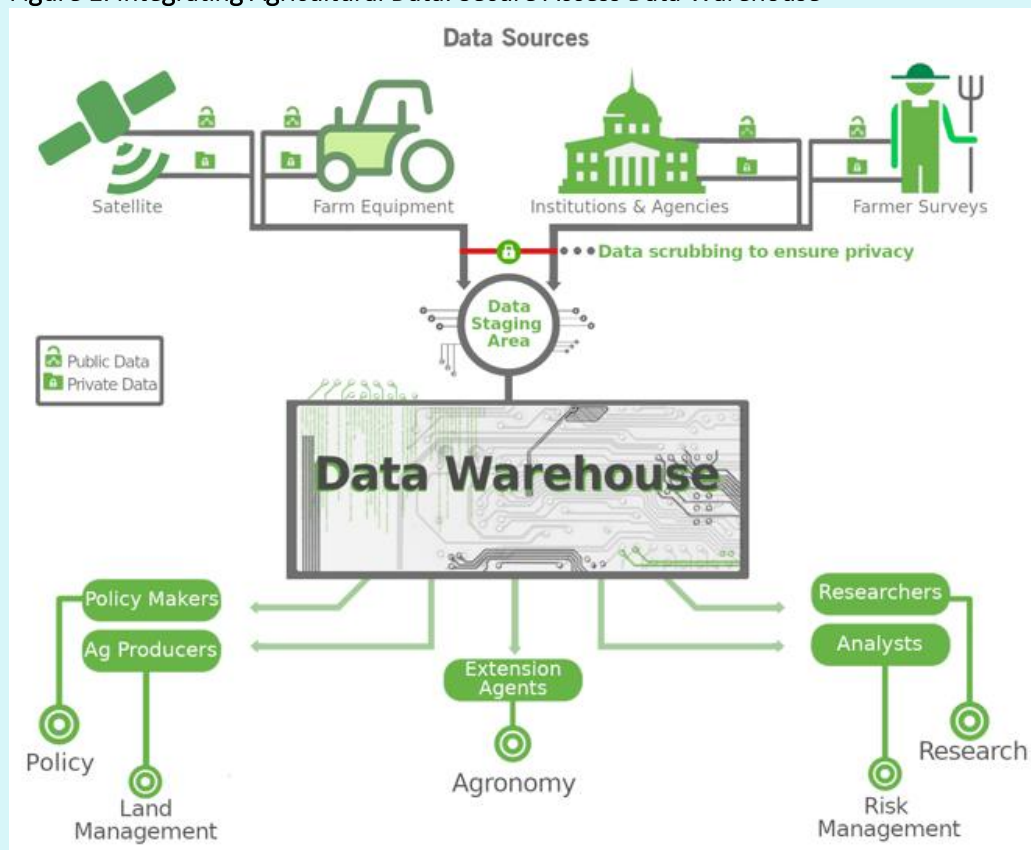 Data Sources
Satellite
Farm Equipment
Institutions & Agencies
Farmer Surveys
Data scrubbing to ensure privacy
Data
Staging
Area
Public Data
Private Data
Data Warehouse
Policy Makers
Ag Producers
Extension
Agents
Researchers
Analysts
Policy
Land
Management
Agronomy
Risk
Management
Research